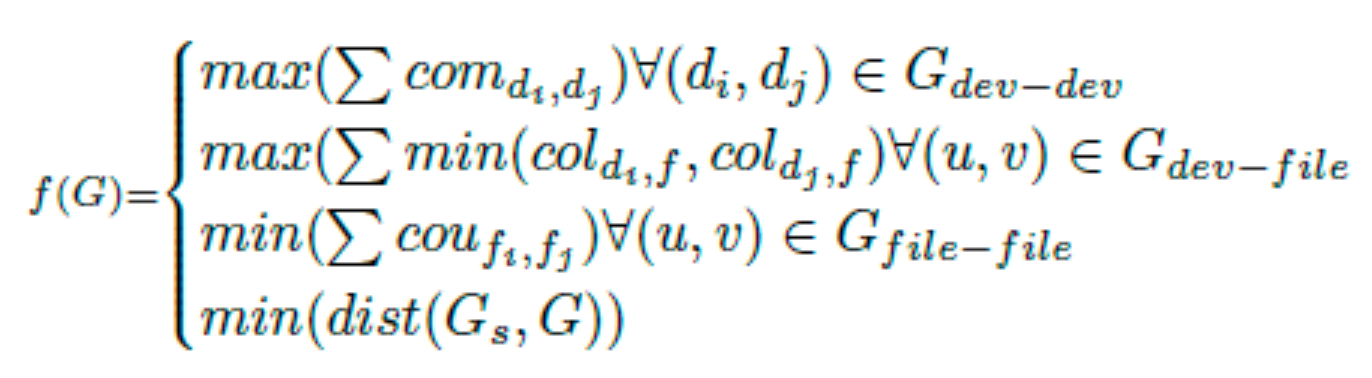 max(∑ com_{d_i,d_j})∀(d_i, d_j) ∈ G_{dev−dev}
max(∑ min(col_{d_i,f}, col_{d_j,f})∀(u, v) ∈ G_{dev−file}
f(G)={
min(∑ cou_{f_i,f_j})∀(u, v) ∈ G_{file−file}
min(dist(G_s, G))